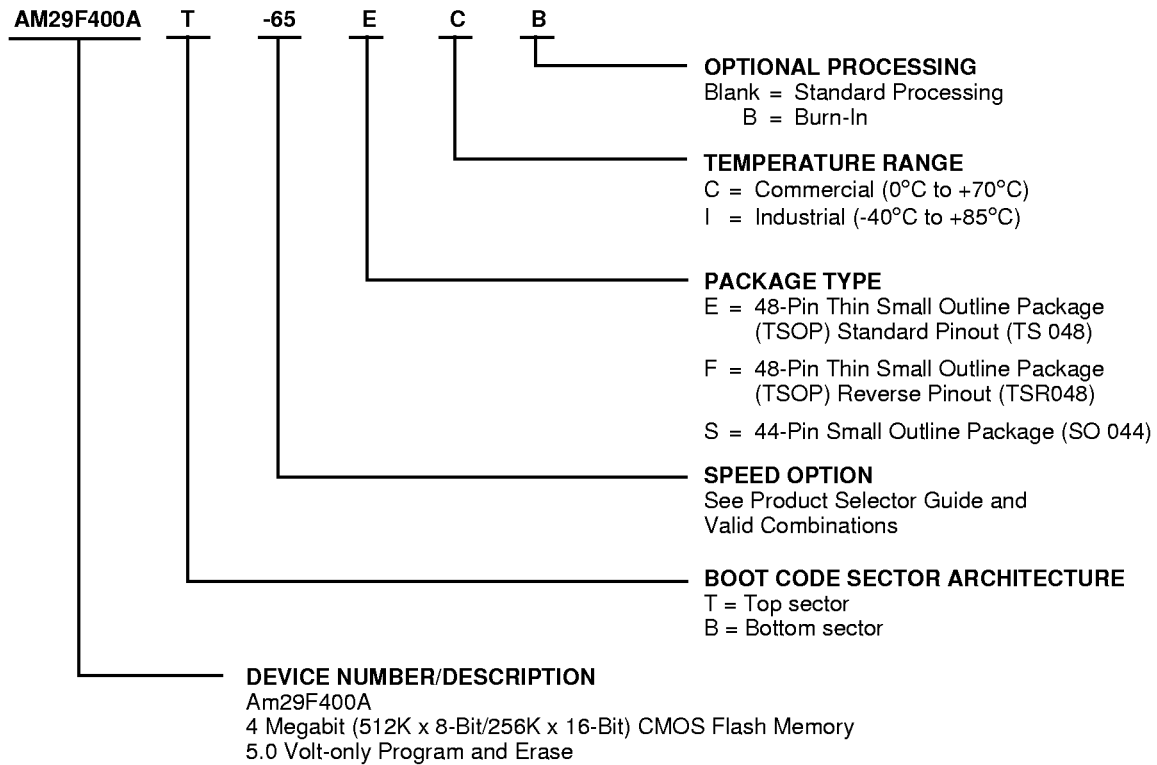 AM29F400A T -65 E C B
OPTIONAL PROCESSING
Blank = Standard Processing
B = Burn-In
TEMPERATURE RANGE
C = Commercial (0°C to +70°C)
I = Industrial (-40°C to +85°C)
PACKAGE TYPE
E = 48-Pin Thin Small Outline Package
(TSOP) Standard Pinout (TS 048)
F = 48-Pin Thin Small Outline Package
(TSOP) Reverse Pinout (TSR048)
S = 44-Pin Small Outline Package (SO 044)
SPEED OPTION
See Product Selector Guide and
Valid Combinations
BOOT CODE SECTOR ARCHITECTURE
T = Top sector
B = Bottom sector
DEVICE NUMBER/DESCRIPTION
Am29F400A
4 Megabit (512K x 8-Bit/256K x 16-Bit) CMOS Flash Memory
5.0 Volt-only Program and Erase